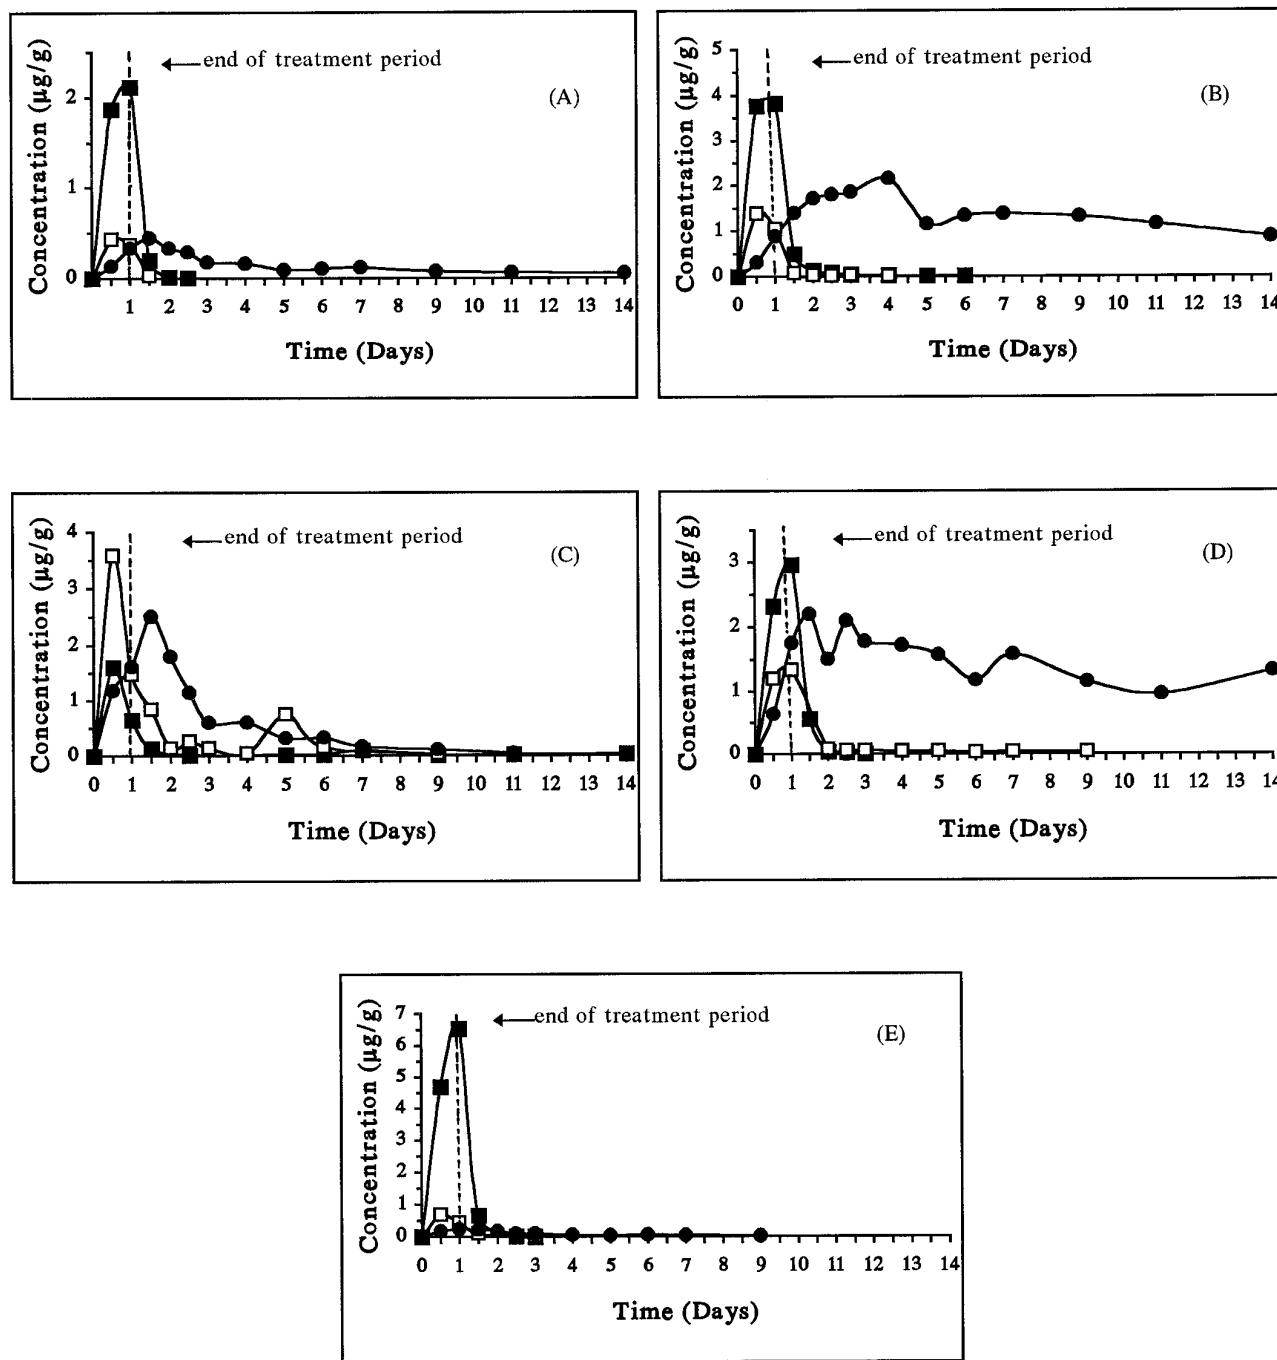 Concentration (µg/g)
2
1
0
← end of treatment period
(A)
0 1 2 3 4 5 6 7 8 9 10 11 12 13 14
Time (Days)
Concentration (µg/g)
5
4
3
2
1
0
← end of treatment period
(B)
0 1 2 3 4 5 6 7 8 9 10 11 12 13 14
Time (Days)
Concentration (µg/g)
4
3
2
1
0
← end of treatment period
(C)
0 1 2 3 4 5 6 7 8 9 10 11 12 13 14
Time (Days)
Concentration (µg/g)
3
2
1
0
← end of treatment period
(D)
0 1 2 3 4 5 6 7 8 9 10 11 12 13 14
Time (Days)
Concentration (µg/g)
7
6
5
4
3
2
1
0
← end of treatment period
(E)
0 1 2 3 4 5 6 7 8 9 10 11 12 13 14
Time (Days)